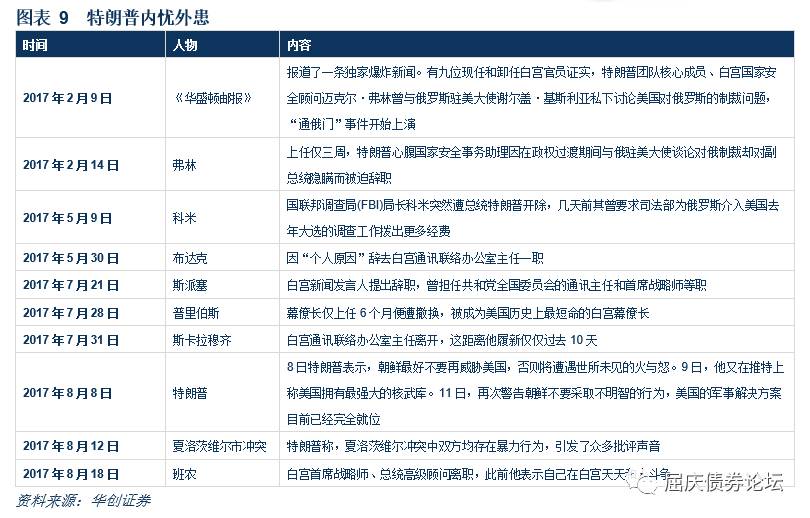 图表 9 特朗普内忧外患
时间 人物 内容
报道了一条独家爆炸新闻。有九位现任和卸任白宫官员证实，特朗普团队核心成员、白宫国家安
2017 年 2 月 9 日 《华盛顿邮报》 全顾问迈克尔·弗林曾与俄罗斯驻美大使谢尔盖·基斯利亚私下讨论美国对俄罗斯的制裁问题，
“通俄门”事件开始上演
2017 年 2 月 14 日 弗林 上任仅三周，特朗普心腹国家安全事务助理因在政权过渡期间与俄驻美大使谈论对俄制裁却对副
总统隐瞒而被迫辞职
2017 年 5 月 9 日 科米 国联邦调查局(FBI)局长科米突然遭总统特朗普开除，几天前其曾要求司法部为俄罗斯介入美国去
年大选的调查工作拨出更多经费
2017 年 5 月 30 日 布达克 因“个人原因”辞去白宫通讯联络办公室主任一职
2017 年 7 月 21 日 斯派塞 白宫新闻发言人提出辞职，曾担任共和党全国委员会的通讯主任和首席战略师等职
2017 年 7 月 28 日 普里伯斯 幕僚长仅上任 6 个月便遭撤换，被成为美国历史上最短命的白宫幕僚长
2017 年 7 月 31 日 斯卡拉穆齐 白宫通讯联络办公室主任离开，这距离他履新仅仅过去 10 天
8 日特朗普表示，朝鲜最好不要再威胁美国，否则将遭遇世所未见的火与怒。9 日，他又在推特上
2017 年 8 月 8 日 特朗普 称美国拥有最强大的核武库。11 日，再次警告朝鲜不要采取不明智的行为，美国的军事解决方案
目前已经完全就位
2017 年 8 月 12 日 夏洛茨维尔市冲突 特朗普称，夏洛茨维尔冲突中双方均存在暴力行为，引发了众多批评声音
2017 年 8 月 18 日 班农 白宫首席战略师、总统高级顾问离职，此前他表示自己在白宫天天 斗争
屈庆债券论坛
资料来源：华创证券